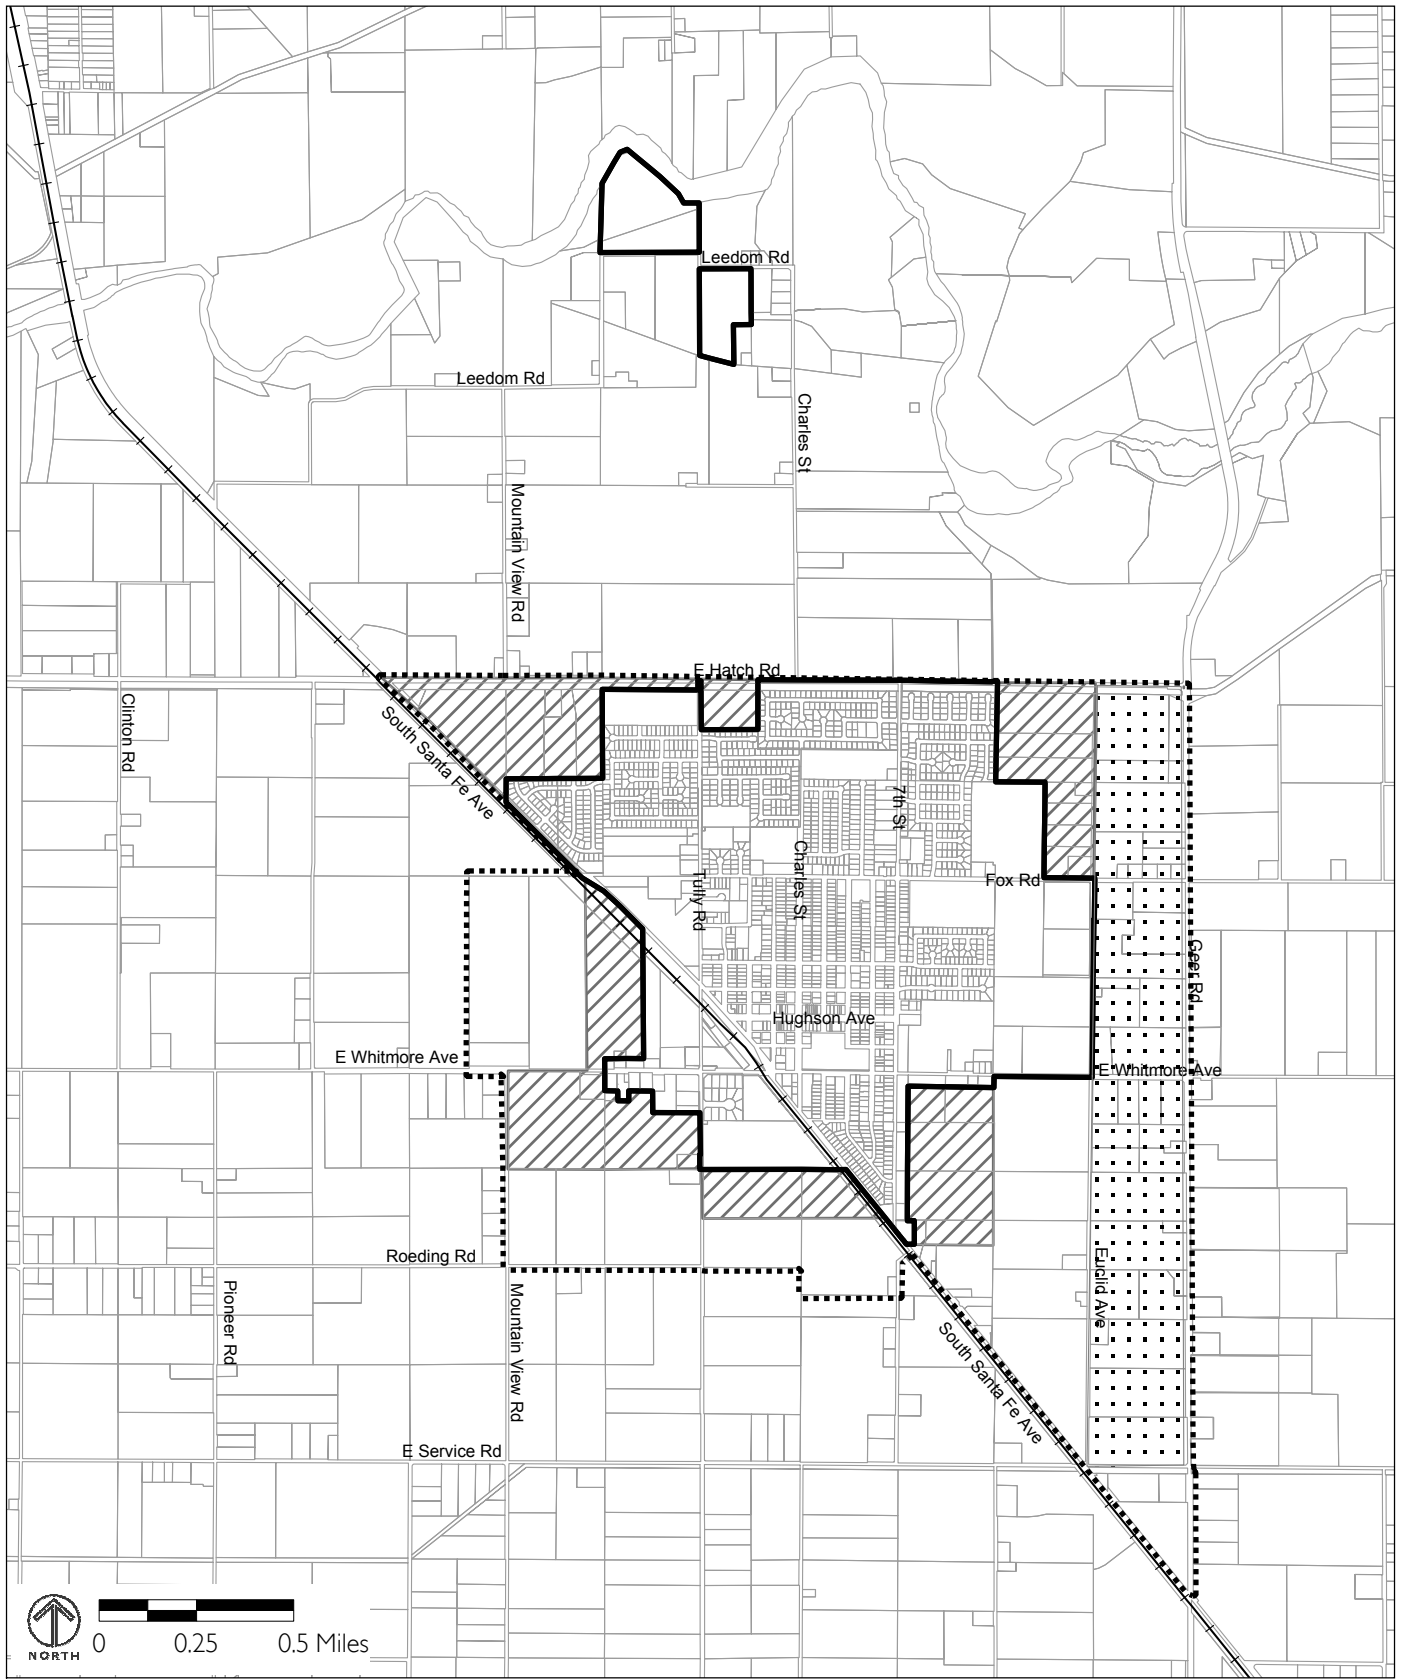 Leedom Rd
Leedom Rd
Charles St
Mountain View Rd
E Hatch Rd
Clinton Rd
South Santa Fe Ave
7th St
Charles St
Tully Rd
Fox Rd
Geer Rd
Hughson Ave
E Whitmore Ave
E Whitmore Ave
Roeding Rd
Euclid Ave
Pioneer Rd
Mountain View Rd
South Santa Fe Ave
E Service Rd
NORTH
0 0.25 0.5 Miles